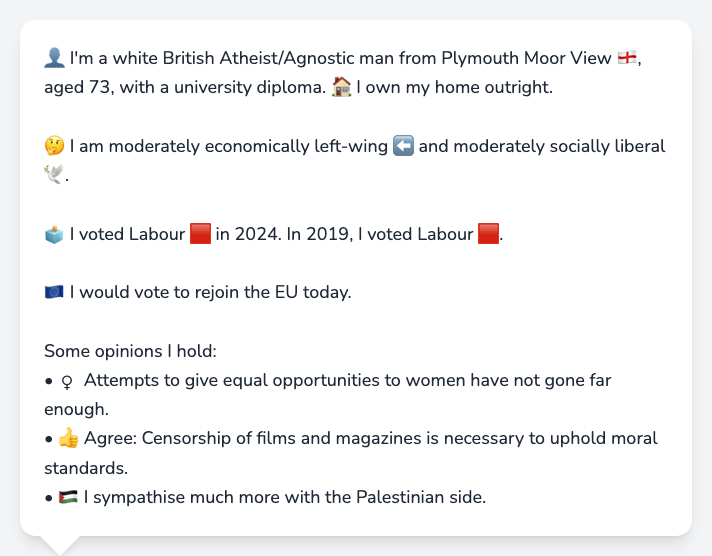 👤 I'm a white British Atheist/Agnostic man from Plymouth Moor View 🏴󠁧󠁢󠁥󠁮󠁧󠁿,
aged 73, with a university diploma. 🏠 I own my home outright.
🤔 I am moderately economically left-wing ⬅️ and moderately socially liberal
🕊️.
🗳️ I voted Labour 🟥 in 2024. In 2019, I voted Labour 🟥.
🇪🇺 I would vote to rejoin the EU today.
Some opinions I hold:
• ♀ Attempts to give equal opportunities to women have not gone far
enough.
• 👍 Agree: Censorship of films and magazines is necessary to uphold moral
standards.
• 🇵🇸 I sympathise much more with the Palestinian side.